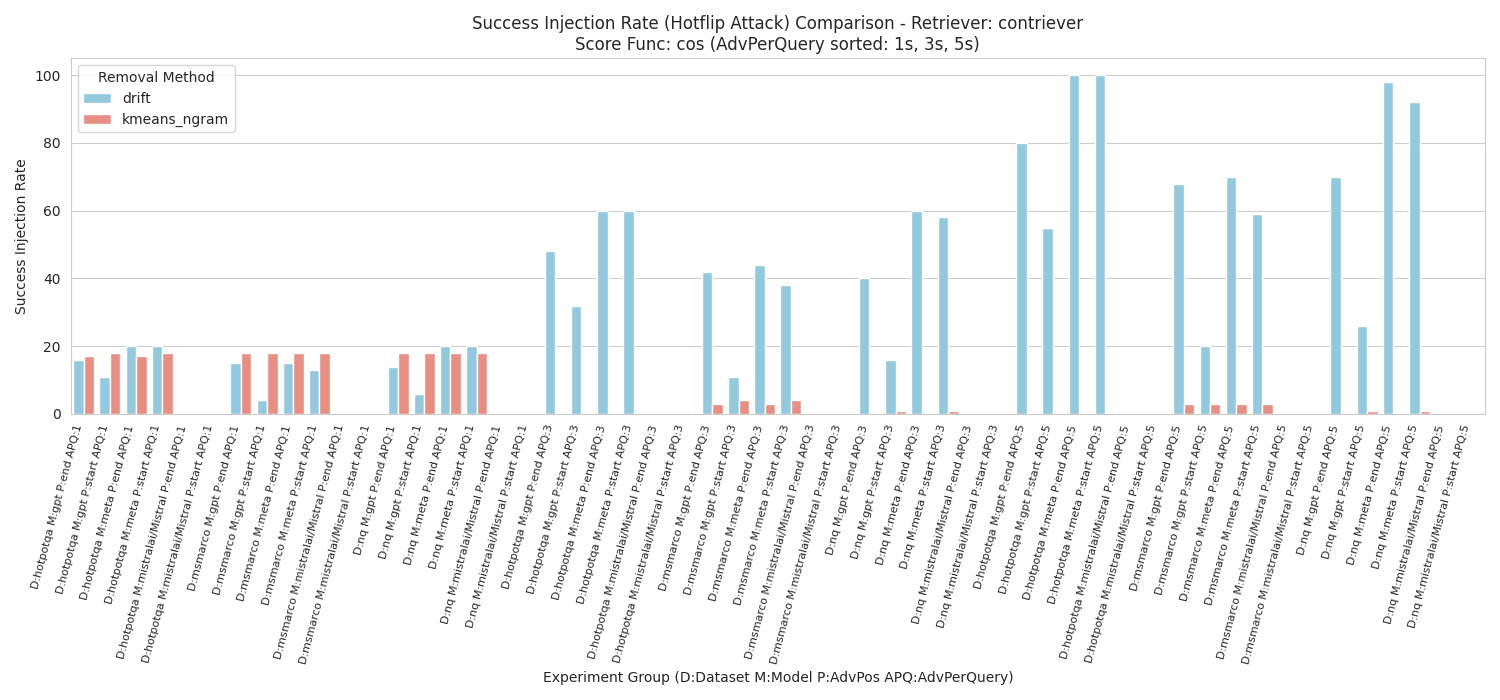 Success Injection Rate (Hotflip Attack) Comparison - Retriever: contriever
Score Func: cos (AdvPerQuery sorted: 1s, 3s, 5s)
Removal Method
drift
kmeans_ngram
Success Injection Rate
100
80
60
40
20
0
D:hotpotqa M:gpt P:end APQ:1
D:hotpotqa M:gpt P:start APQ:1
D:hotpotqa M:meta P:end APQ:1
D:hotpotqa M:meta P:start APQ:1
D:hotpotqa M:mistralai/Mistral P:end APQ:1
D:hotpotqa M:mistralai/Mistral P:start APQ:1
D:msmarco M:gpt P:end APQ:1
D:msmarco M:gpt P:start APQ:1
D:msmarco M:meta P:end APQ:1
D:msmarco M:meta P:start APQ:1
D:msmarco M:mistralai/Mistral P:end APQ:1
D:msmarco M:mistralai/Mistral P:start APQ:1
D:nq M:gpt P:end APQ:1
D:nq M:gpt P:start APQ:1
D:nq M:meta P:end APQ:1
D:nq M:meta P:start APQ:1
D:nq M:mistralai/Mistral P:end APQ:1
D:nq M:mistralai/Mistral P:start APQ:1
D:hotpotqa M:gpt P:end APQ:3
D:hotpotqa M:gpt P:start APQ:3
D:hotpotqa M:meta P:end APQ:3
D:hotpotqa M:meta P:start APQ:3
D:hotpotqa M:mistralai/Mistral P:end APQ:3
D:hotpotqa M:mistralai/Mistral P:start APQ:3
D:msmarco M:gpt P:end APQ:3
D:msmarco M:gpt P:start APQ:3
D:msmarco M:meta P:end APQ:3
D:msmarco M:meta P:start APQ:3
D:msmarco M:mistralai/Mistral P:end APQ:3
D:msmarco M:mistralai/Mistral P:start APQ:3
D:nq M:gpt P:end APQ:3
D:nq M:gpt P:start APQ:3
D:nq M:meta P:end APQ:3
D:nq M:meta P:start APQ:3
D:nq M:mistralai/Mistral P:end APQ:3
D:nq M:mistralai/Mistral P:start APQ:3
D:hotpotqa M:gpt P:end APQ:5
D:hotpotqa M:gpt P:start APQ:5
D:hotpotqa M:meta P:end APQ:5
D:hotpotqa M:meta P:start APQ:5
D:hotpotqa M:mistralai/Mistral P:end APQ:5
D:hotpotqa M:mistralai/Mistral P:start APQ:5
D:msmarco M:gpt P:end APQ:5
D:msmarco M:gpt P:start APQ:5
D:msmarco M:meta P:end APQ:5
D:msmarco M:meta P:start APQ:5
D:msmarco M:mistralai/Mistral P:end APQ:5
D:msmarco M:mistralai/Mistral P:start APQ:5
D:nq M:gpt P:end APQ:5
D:nq M:gpt P:start APQ:5
D:nq M:meta P:end APQ:5
D:nq M:meta P:start APQ:5
D:nq M:mistralai/Mistral P:end APQ:5
D:nq M:mistralai/Mistral P:start APQ:5
Experiment Group (D:Dataset M:Model P:AdvPos APQ:AdvPerQuery)